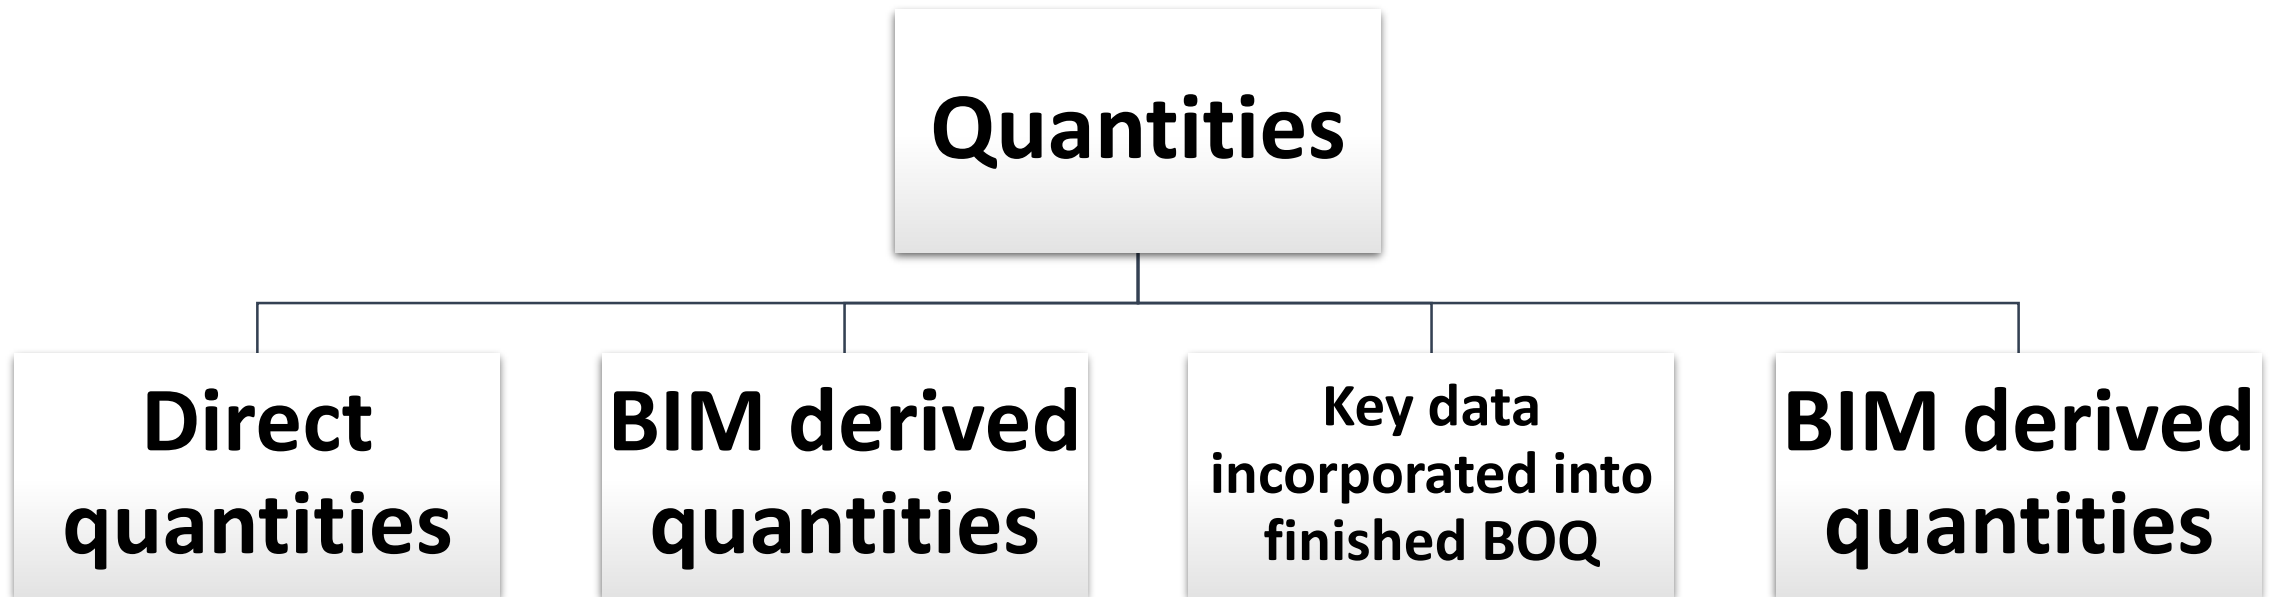 Quantities
Direct
quantities
BIM derived
quantities
Key data
incorporated into
finished BOQ
BIM derived
quantities